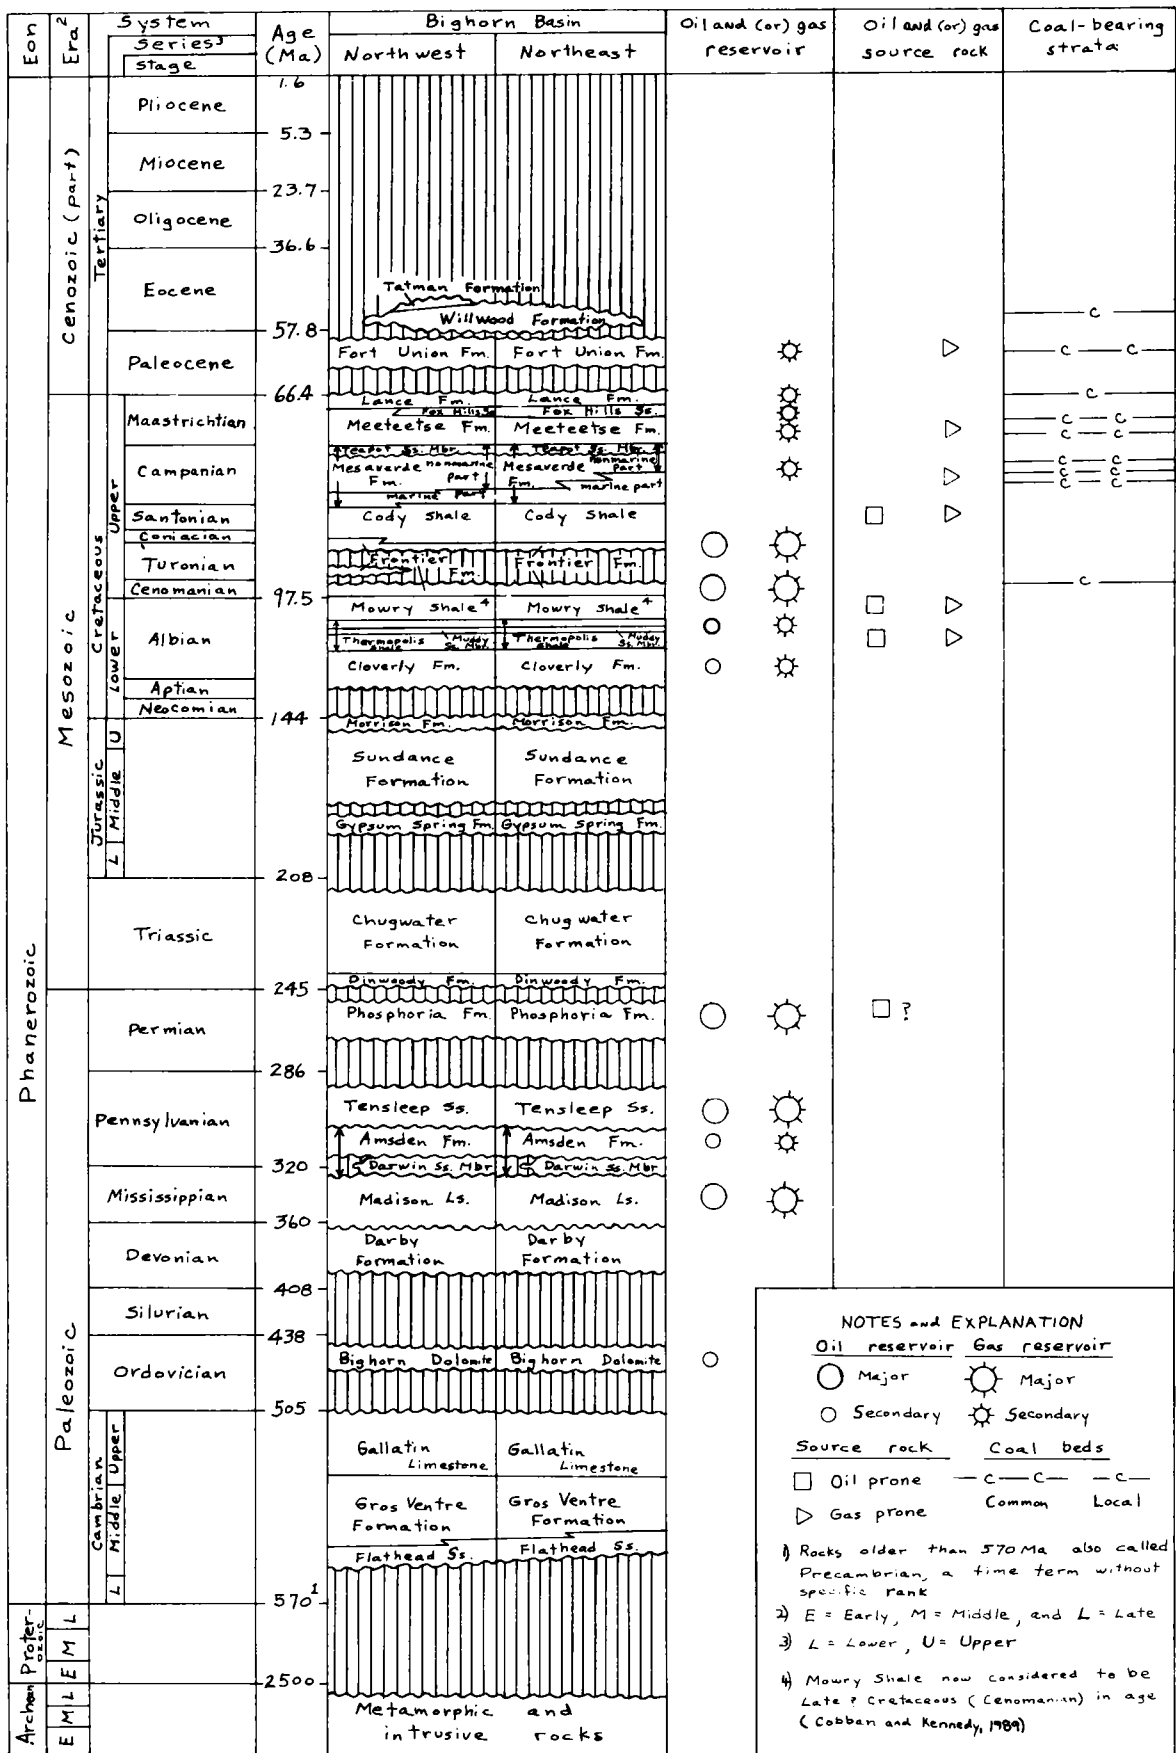 Eon
Era²
System
Series³
Stage
Age
(Ma)
Bighorn Basin
Northwest
Northeast
Oil and (or) gas
reservoir
Oil and (or) gas
source rock
Coal-bearing
strata
Phanerozoic
Proter-
ozoic
Archean
Cenozoic (part)
Mesozoic
Paleozoic
L
M
E
L
M
E
Tertiary
Cretaceous
Upper
Lower
Jurassic
U
Middle
L
Cambrian
Upper
Middle
L
Pliocene
Miocene
Oligocene
Eocene
Paleocene
Maastrichtian
Campanian
Santonian
Coniacian
Turonian
Cenomanian
Albian
Aptian
Neocomian
Triassic
Permian
Pennsylvanian
Mississippian
Devonian
Silurian
Ordovician
1.6
5.3
23.7
36.6
57.8
66.4
97.5
144
208
245
286
320
360
408
438
505
570¹
2500
Tatman Formation
Willwood Formation
Fort Union Fm. Fort Union Fm.
Lance Fm. Lance Fm.
Fox Hills Ss Fox Hills Ss.
Meeteetse Fm. Meeteetse Fm.
Teapot Ss. Mbr. Teapot Ss. Mbr.
Mesaverde nonmarine Mesaverde nonmarine
Fm. part Fm. part
marine part marine part
Cody Shale Cody Shale
Frontier Frontier Fm.
Fm.
Mowry Shale⁴ Mowry Shale⁴
Thermopolis Muddy Thermopolis Muddy
Shale Ss. Mbr. Shale Ss. Mbr.
Cloverly Fm. Cloverly Fm.
Morrison Fm. Morrison Fm.
Sundance Sundance
Formation Formation
Gypsum Spring Fm. Gypsum Spring Fm.
Chugwater Chugwater
Formation Formation
Dinwoody Fm. Dinwoody Fm.
Phosphoria Fm. Phosphoria Fm.
Tensleep Ss. Tensleep Ss.
Amsden Fm. Amsden Fm.
Darwin Ss. Mbr Darwin Ss. Mbr
Madison Ls. Madison Ls.
Darby Darby
Formation Formation
Bighorn Dolomite Bighorn Dolomite
Gallatin Gallatin
Limestone Limestone
Gros Ventre Gros Ventre
Formation Formation
Flathead Ss. Flathead Ss.
Metamorphic and
intrusive rocks
?
C
C C
C
C C
C C
C C
C C
C C
C
NOTES and EXPLANATION
Oil reservoir Gas reservoir
Major Major
Secondary Secondary
Source rock Coal beds
Oil prone C C C
Common Local
Gas prone
1) Rocks older than 570 Ma also called
Precambrian, a time term without
specific rank
2) E = Early, M = Middle, and L = Late
3) L = Lower, U = Upper
4) Mowry Shale now considered to be
Late ? Cretaceous (Cenomanian) in age
(Cobban and Kennedy, 1989)